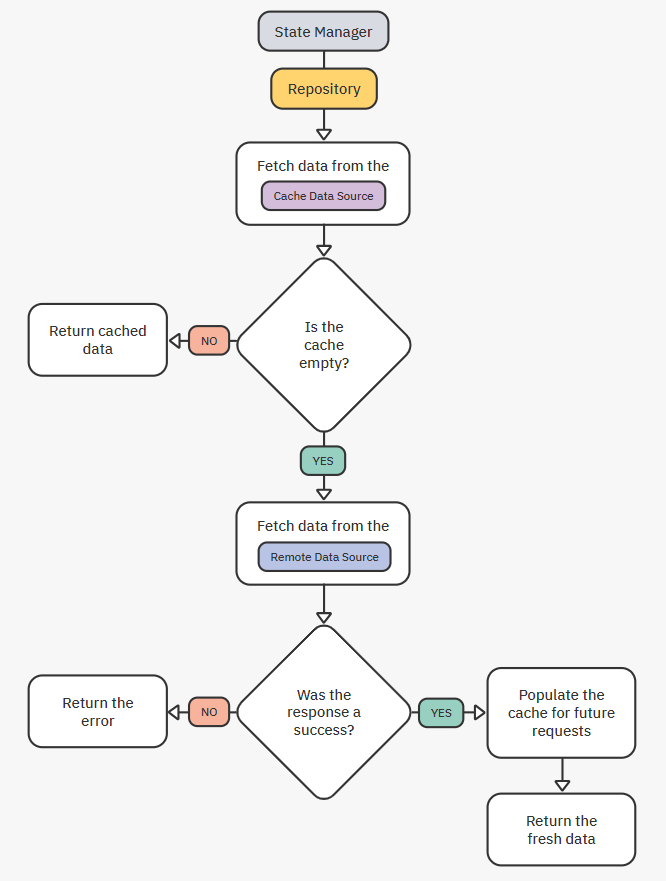 State Manager
Repository
Fetch data from the
Cache Data Source
Is the
cache
empty?
NO
Return cached
data
YES
Fetch data from the
Remote Data Source
Was the
response a
success?
NO
Return the
error
YES
Populate the
cache for future
requests
Return the
fresh data